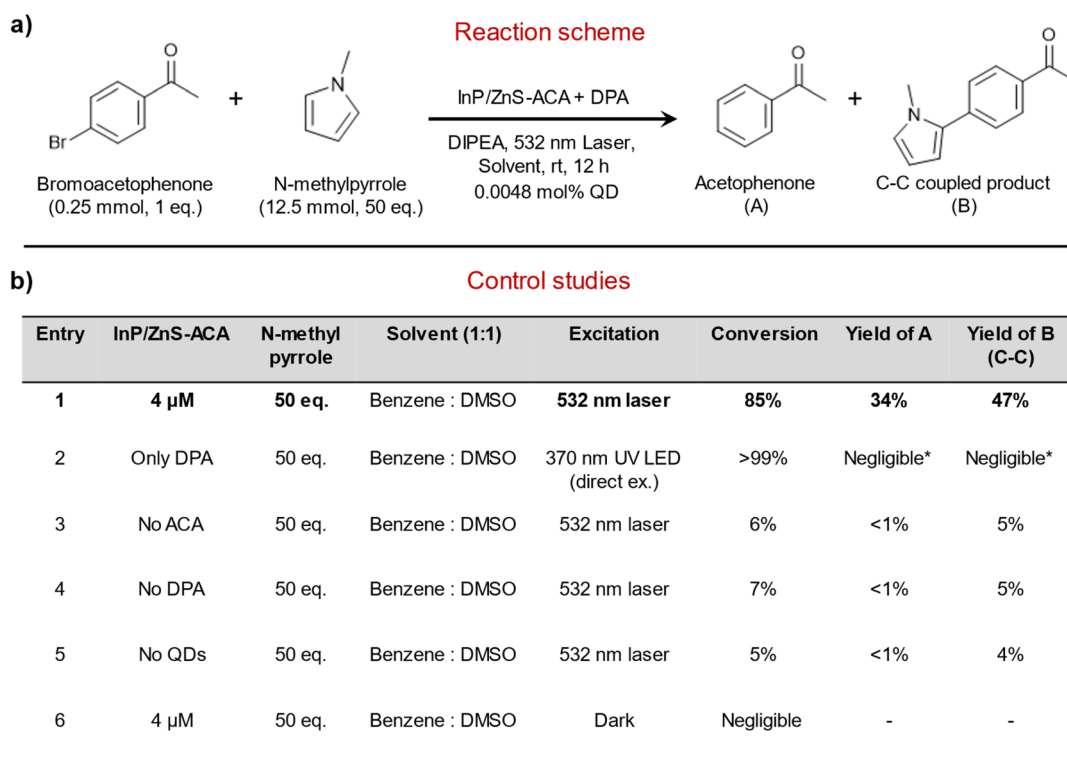 a)
Reaction scheme
O
Br
+
N
InP/ZnS-ACA + DPA
DIPEA, 532 nm Laser,
Solvent, rt, 12 h
0.0048 mol% QD
O
+
O
N
Bromoacetophenone
(0.25 mmol, 1 eq.)
N-methylpyrrole
(12.5 mmol, 50 eq.)
Acetophenone
(A)
C-C coupled product
(B)
b)
Control studies
Entry InP/ZnS-ACA N-methyl pyrrole Solvent (1:1) Excitation Conversion Yield of A Yield of B (C-C)
1 4 µM 50 eq. Benzene : DMSO 532 nm laser 85% 34% 47%
2 Only DPA 50 eq. Benzene : DMSO 370 nm UV LED (direct ex.) >99% Negligible* Negligible*
3 No ACA 50 eq. Benzene : DMSO 532 nm laser 6% <1% 5%
4 No DPA 50 eq. Benzene : DMSO 532 nm laser 7% <1% 5%
5 No QDs 50 eq. Benzene : DMSO 532 nm laser 5% <1% 4%
6 4 µM 50 eq. Benzene : DMSO Dark Negligible - -